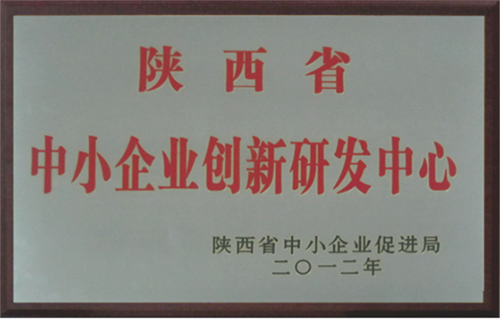 陕西省
中小企业创新研发中心
陕西省中小企业促进局
二〇一二年